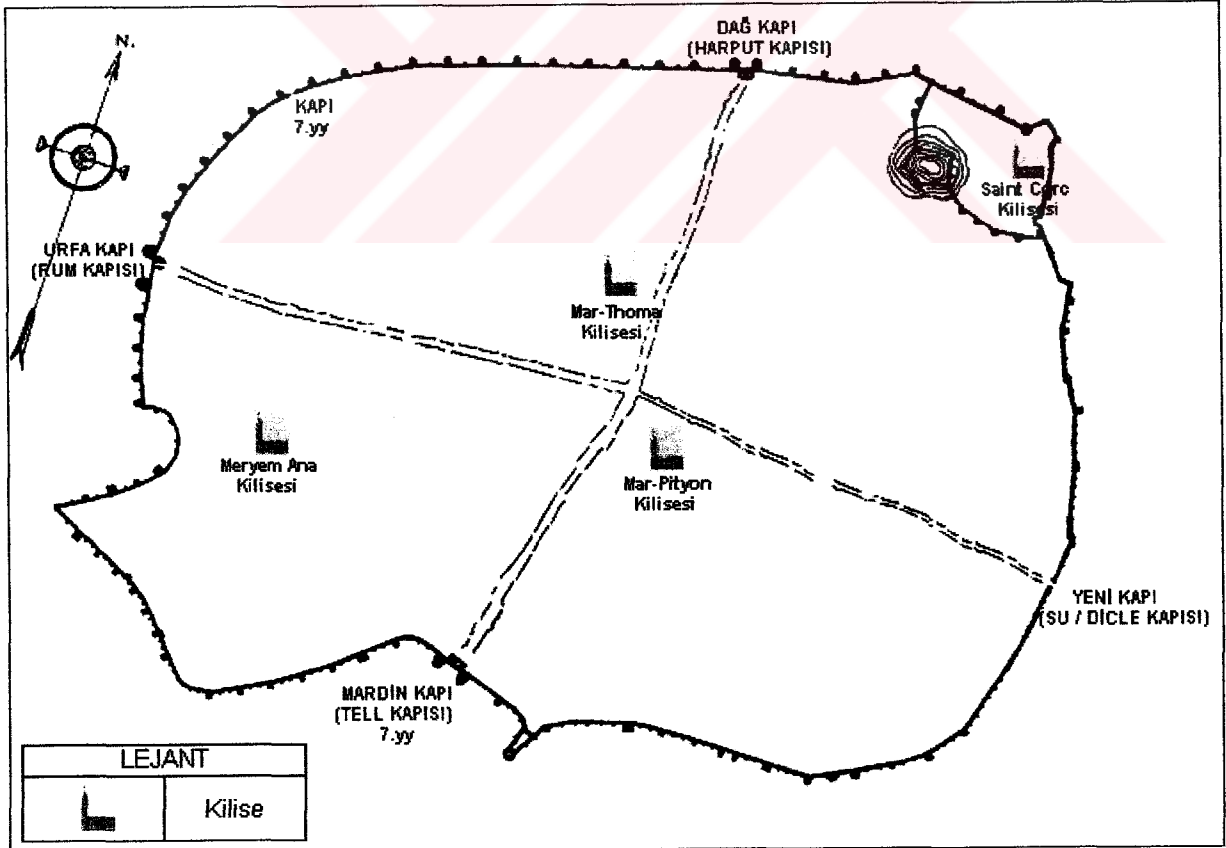 DAĞ KAPI
(HARPUT KAPISI)
N.
KAPI
7.yy
Saint Corc
Kilisesi
URFA KAPI
(RUM KAPISI)
Mar-Thoma
Kilisesi
Meryem Ana
Kilisesi
Mar-Pityon
Kilisesi
YENİ KAPI
(SU / DİCLE KAPISI)
MARDİN KAPI
(TELL KAPISI)
7.yy
LEJANT
Kilise